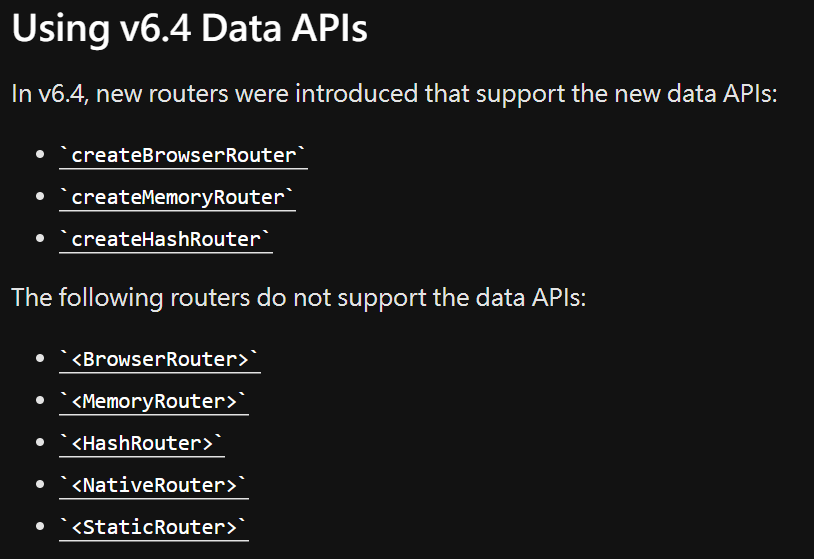 Using v6.4 Data APIs
In v6.4, new routers were introduced that support the new data APIs:
• `createBrowserRouter`
• `createMemoryRouter`
• `createHashRouter`
The following routers do not support the data APIs:
• `<BrowserRouter>`
• `<MemoryRouter>`
• `<HashRouter>`
• `<NativeRouter>`
• `<StaticRouter>`